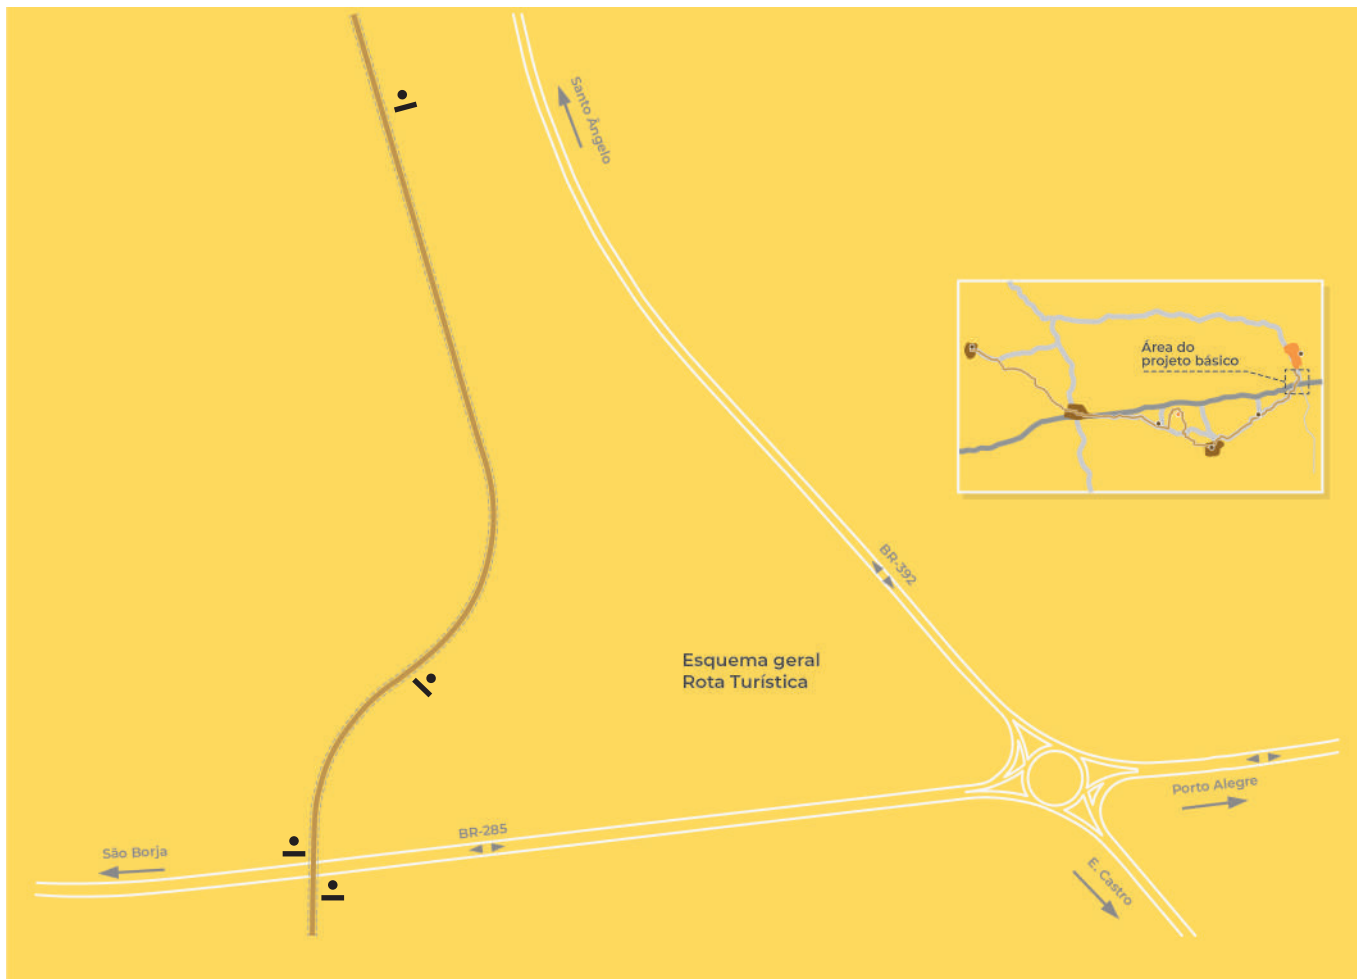 Santo Ângelo
Área do
projeto básico
BR-392
Esquema geral
Rota Turística
Porto Alegre
BR-285
São Borja
E. Castro